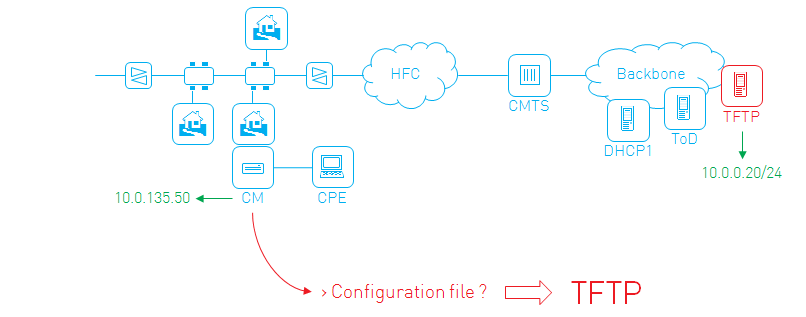 HFC
CMTS
Backbone
DHCP1
ToD
TFTP
10.0.0.20/24
10.0.135.50
CM
CPE
› Configuration file ?
TFTP